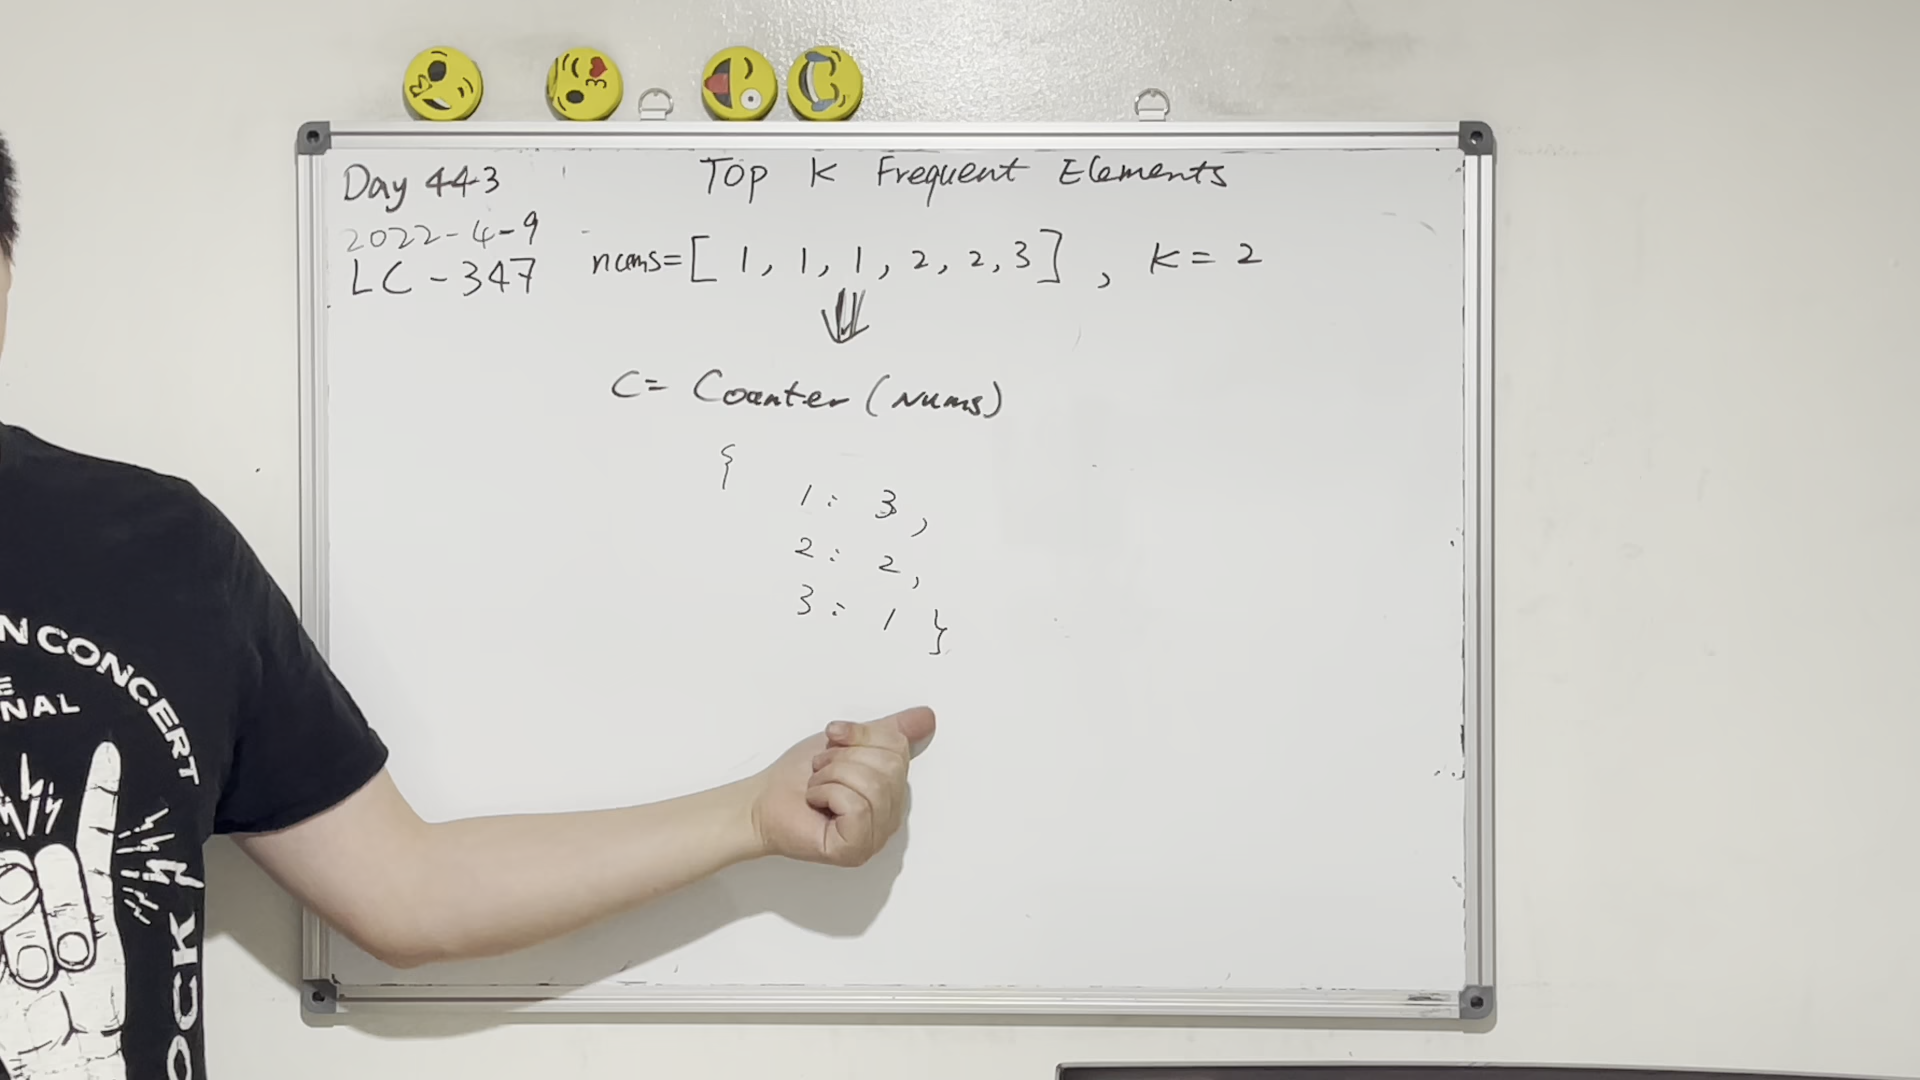 Day 443
Top K Frequent Elements
2022-4-9
LC-347
nums=[1, 1, 1, 2, 2, 3], K=2
C= Counter(Nums)
{
1: 3,
2: 2,
3: 1}
CONCERT
NAL
OCK